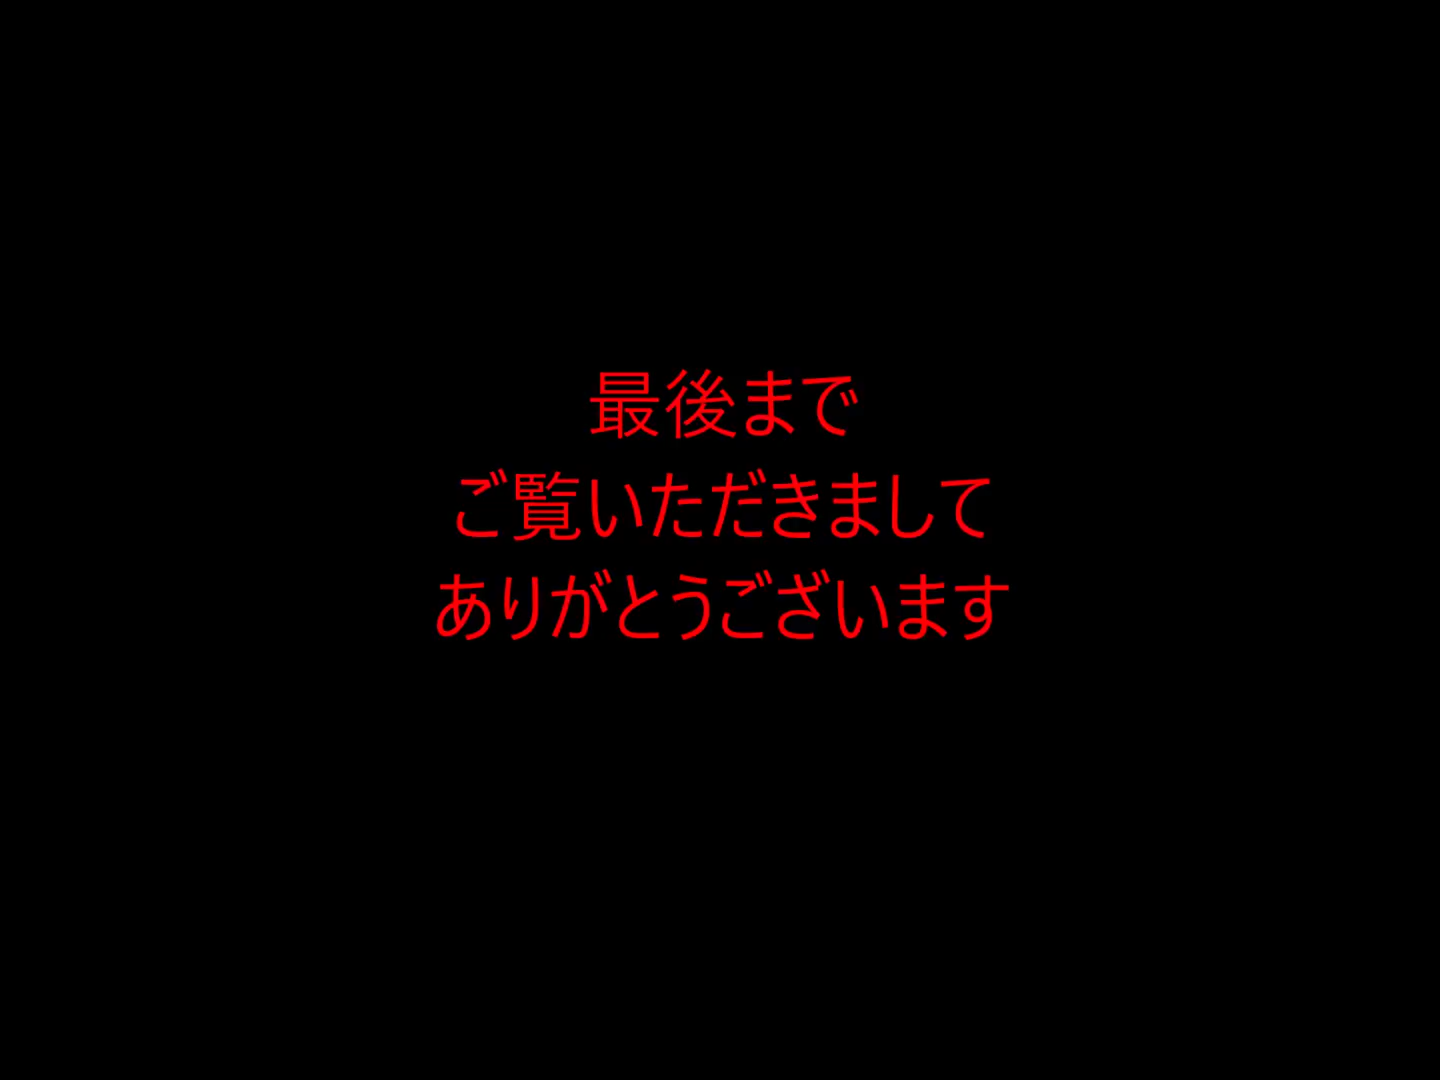 最後まで
ご覧いただきまして
ありがとうございます